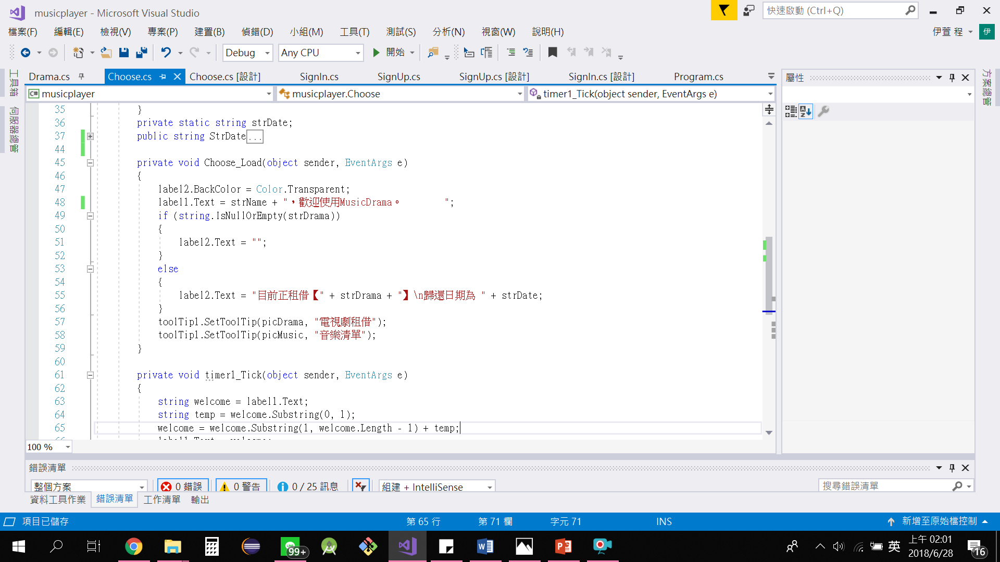 musicplayer - Microsoft Visual Studio
快速啟動 (Ctrl+Q)
檔案(F) 編輯(E) 檢視(V) 專案(P) 建置(B) 偵錯(D) 小組(M) 工具(T) 測試(S) 分析(N) 視窗(W) 說明(H)
伊萱 程 伊
Debug Any CPU 開始
工具箱
伺服器總管
Drama.cs Choose.cs Choose.cs [設計] SignIn.cs SignUp.cs SignUp.cs [設計] SignIn.cs [設計] Program.cs
C# musicplayer musicplayer.Choose timer1_Tick(object sender, EventArgs e)
35 }
36 private static string strDate;
37 public string StrDate...
44
45 private void Choose_Load(object sender, EventArgs e)
46 {
47 label2.BackColor = Color.Transparent;
48 label1.Text = strName + "，歡迎使用MusicDrama。        ";
49 if (string.IsNullOrEmpty(strDrama))
50 {
51 label2.Text = "";
52 }
53 else
54 {
55 label2.Text = "目前正租借【" + strDrama + "】\n歸還日期為 " + strDate;
56 }
57 toolTip1.SetToolTip(picDrama, "電視劇租借");
58 toolTip1.SetToolTip(picMusic, "音樂清單");
59 }
60
61 private void timer1_Tick(object sender, EventArgs e)
62 {
63 string welcome = label1.Text;
64 string temp = welcome.Substring(0, 1);
65 welcome = welcome.Substring(1, welcome.Length - 1) + temp;
100 %
屬性
方案總管
錯誤清單
整個方案 0 錯誤 0 警告 0 / 25 訊息 組建 + IntelliSense 搜尋錯誤清單
資料工具作業 錯誤清單 工作清單 輸出
項目已儲存 第 65 行 第 71 欄 字元 71 INS 新增至原始檔控制
99+
英
上午 02:01
2018/6/28
16